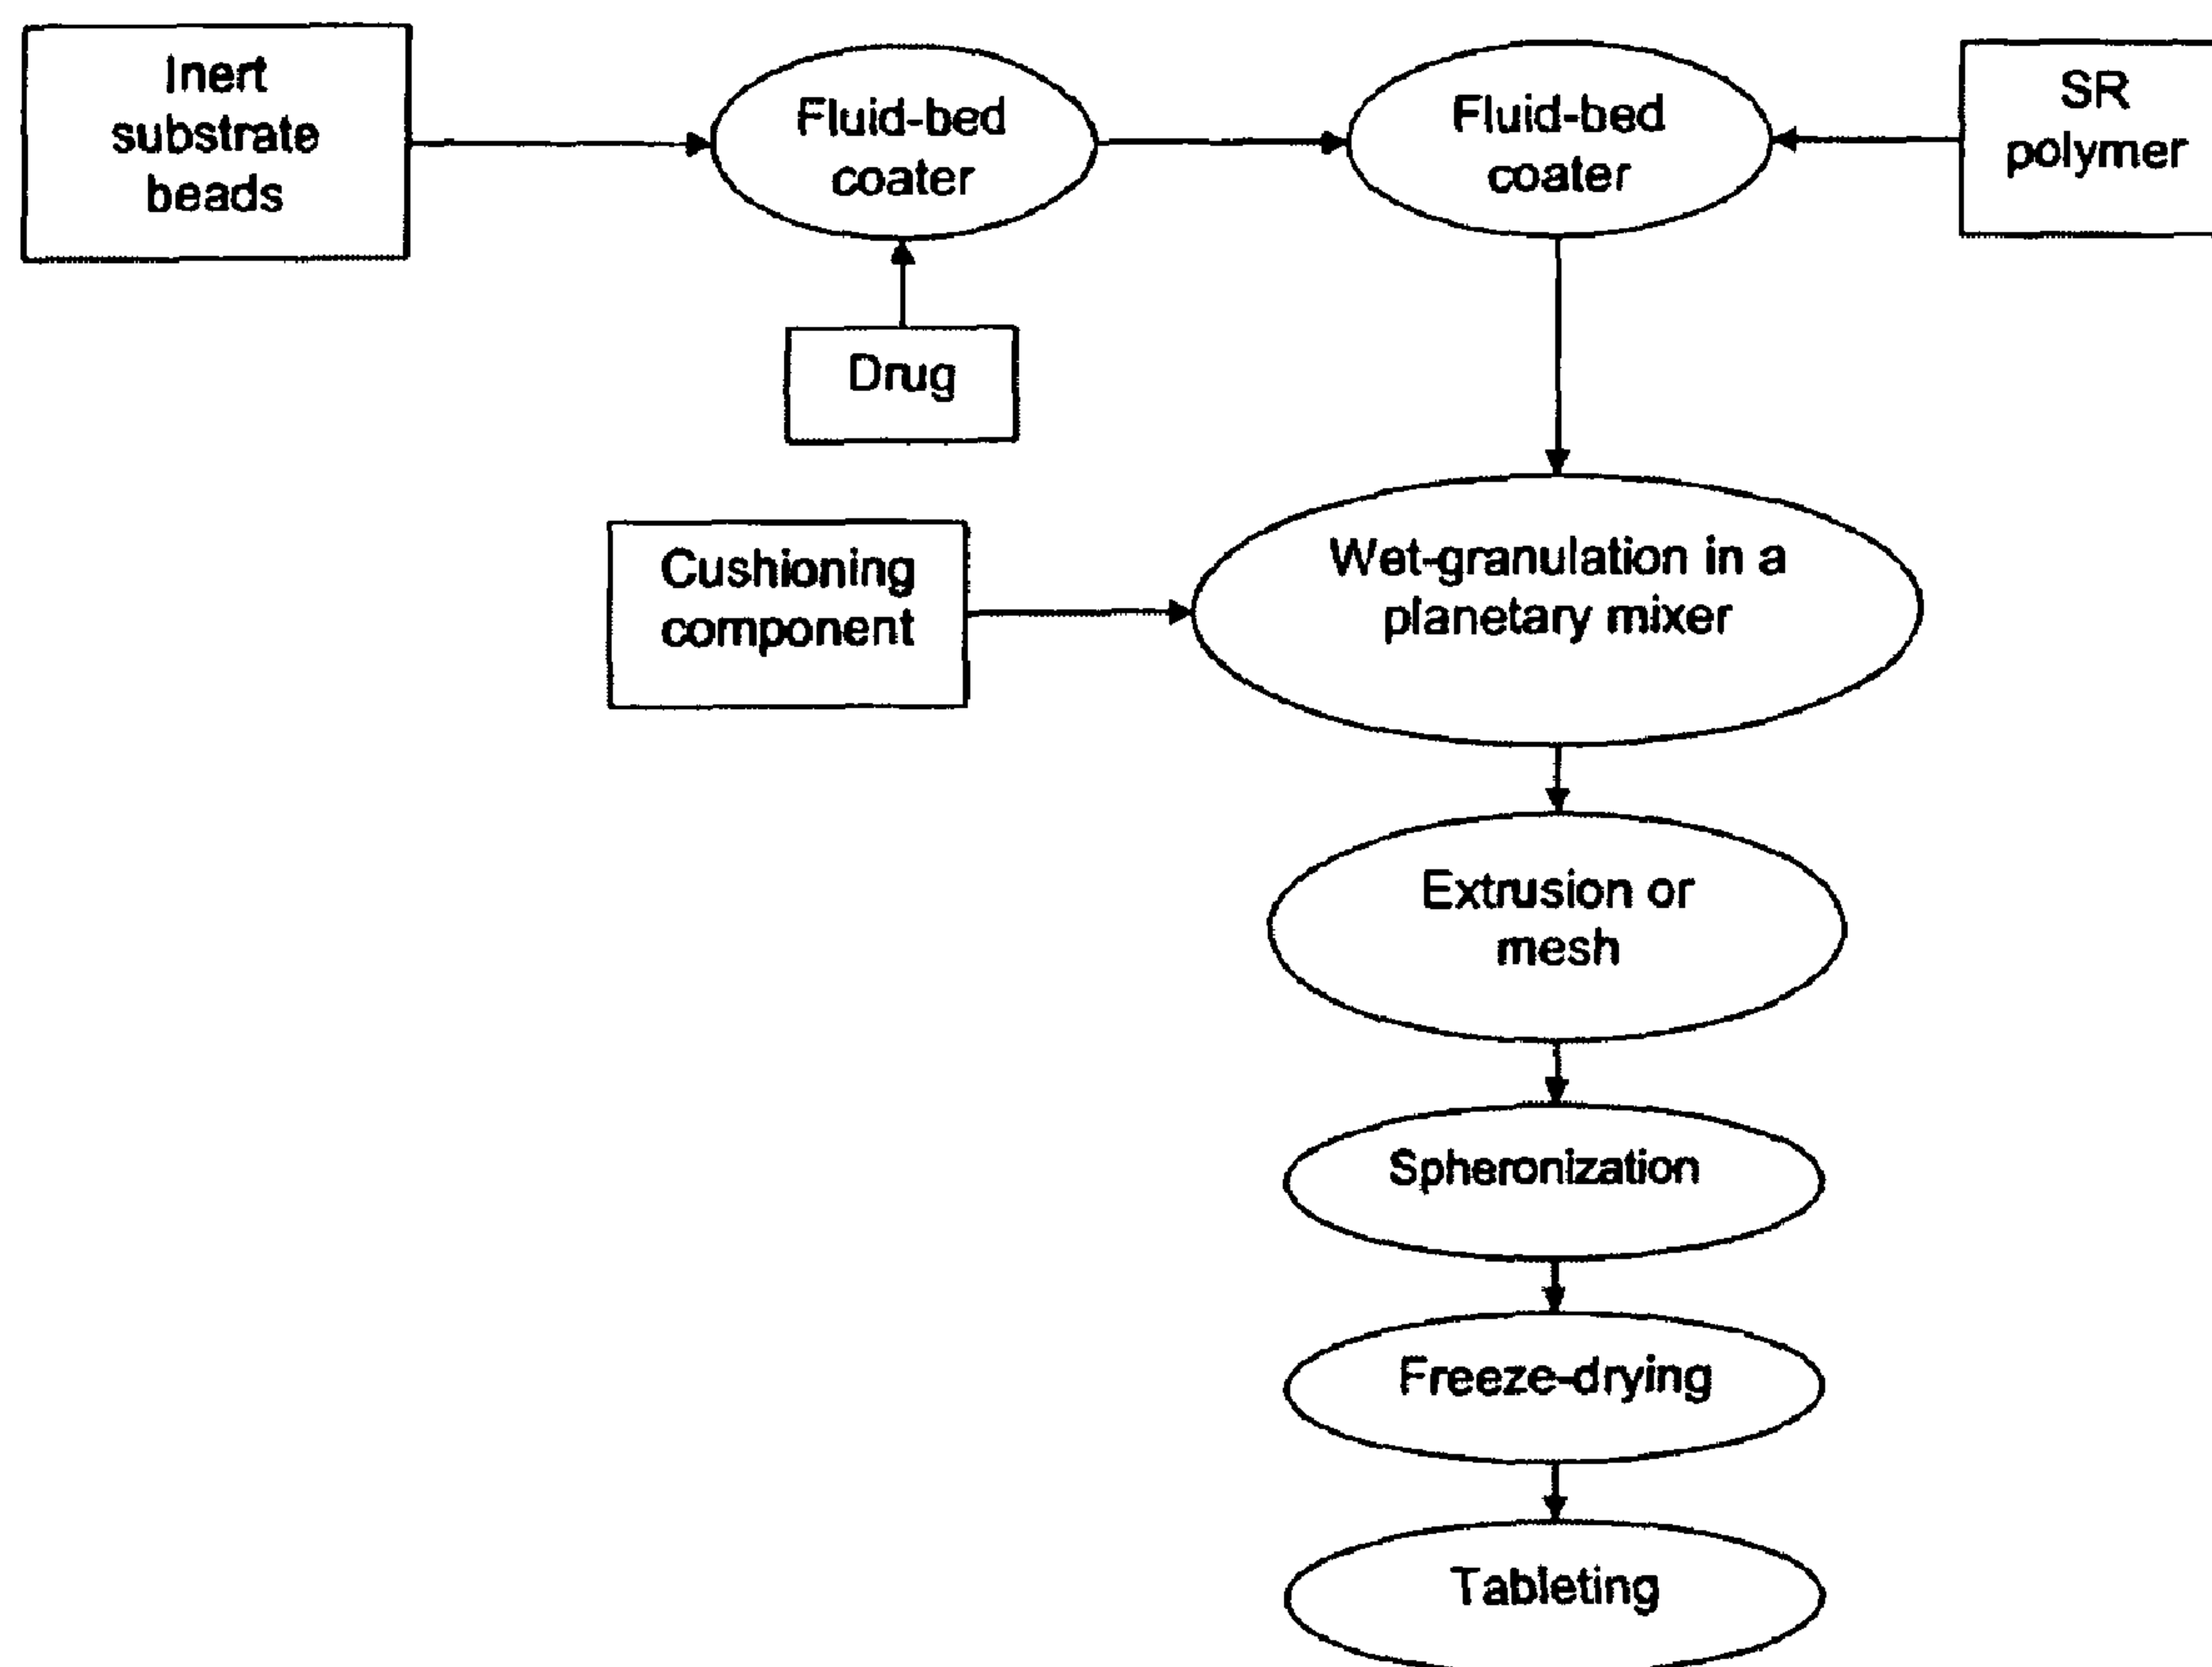 Inert
substrate
beads
Fluid-bed
coater
Fluid-bed
coater
SR
polymer
Drug
Cushioning
component
Wet-granulation in a
planetary mixer
Extrusion or
mesh
Spheronization
Freeze-drying
Tableting